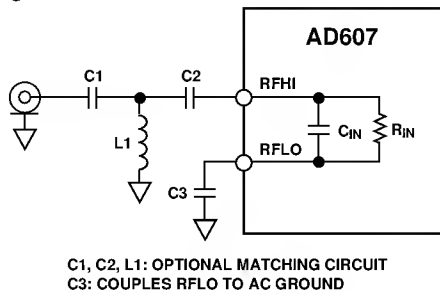 AD607
C1
C2
RFHI
L1
CIN
RIN
RFLO
C3
C1, C2, L1: OPTIONAL MATCHING CIRCUIT
C3: COUPLES RFLO TO AC GROUND